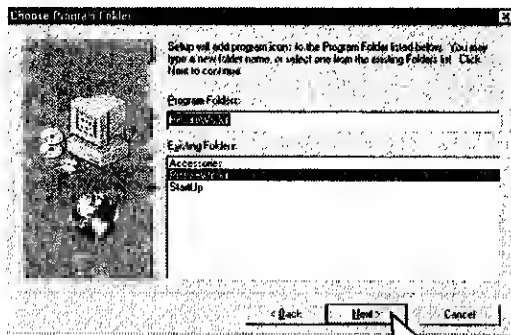 Choose Program Folder
Setup will add program icons to the Program Folder listed below. You may
type a new folder name, or select one from the existing Folders list. Click
Next to continue.
Program Folders:
Existing Folders:
Accessories
StartUp
< Back
Next >
Cancel